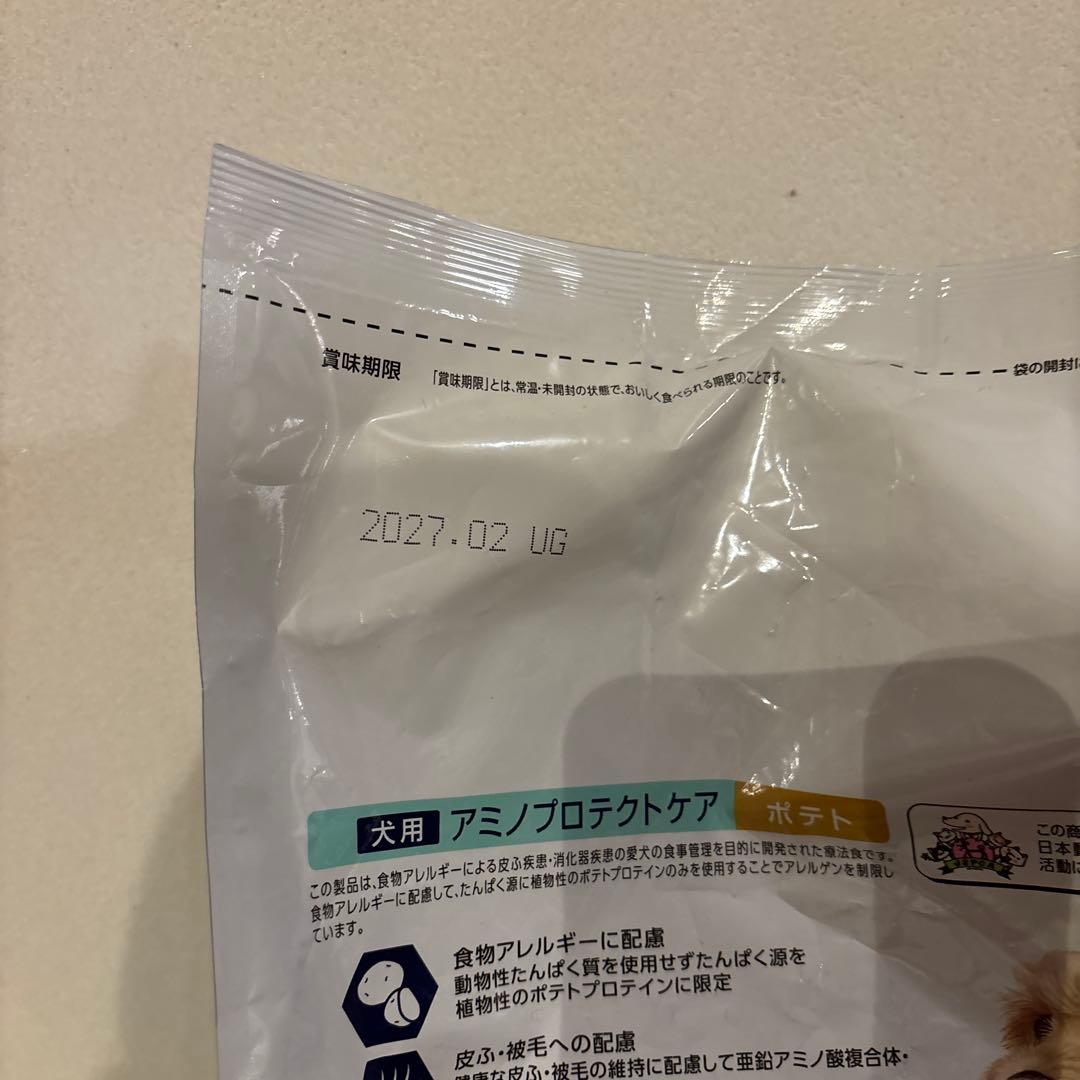 賞味期限
「賞味期限」とは、常温・未開封の状態で、おいしく食べられる期限のことです。
袋の開封に
2027.02 UG
犬用 アミノプロテクトケア ポテト
この製品は、食物アレルギーによる皮ふ疾患・消化器疾患の愛犬の食事管理を目的に開発された療法食です。
食物アレルギーに配慮して、たんぱく源に植物性のポテトプロテインのみを使用することでアレルゲンを制限し
ています。
この商
日本動
活動に
食物アレルギーに配慮
動物性たんぱく質を使用せずたんぱく源を
植物性のポテトプロテインに限定
皮ふ・被毛への配慮
健康な皮ふ・被毛の維持に配慮して亜鉛アミノ酸複合体・